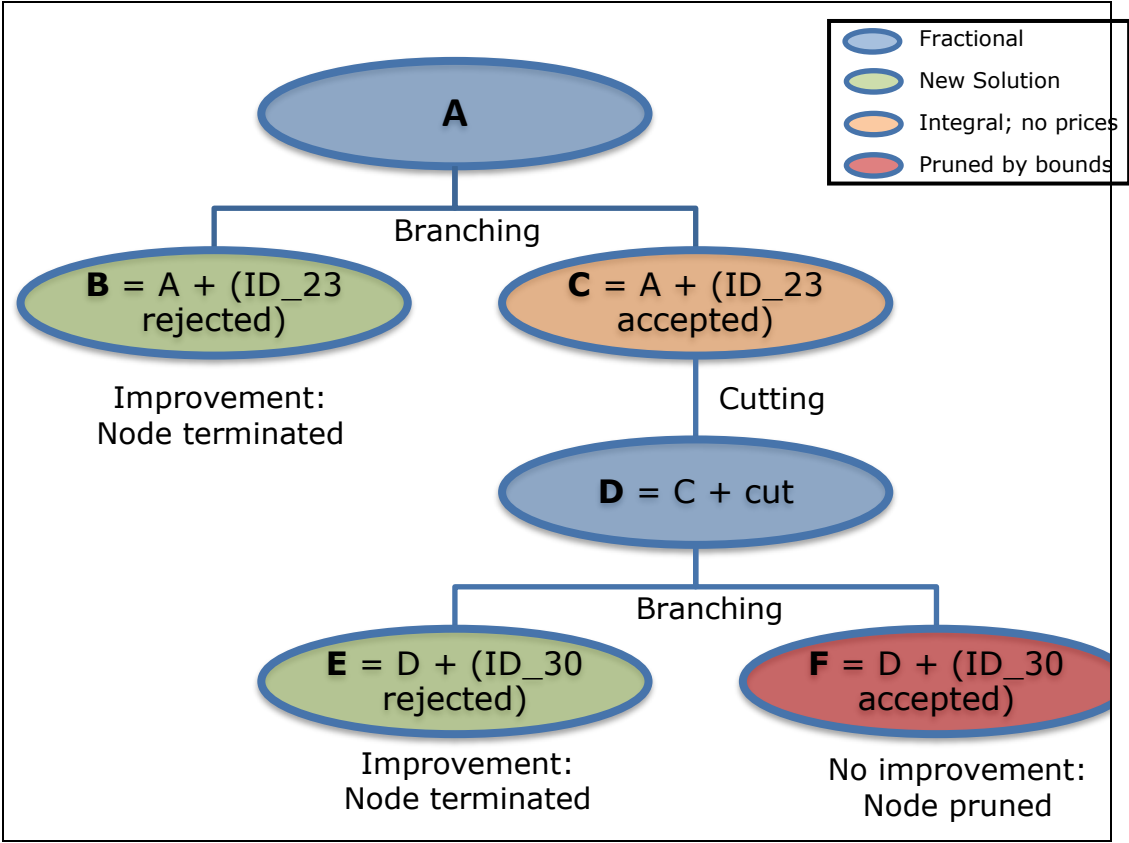 Fractional
New Solution
Integral; no prices
Pruned by bounds
A
Branching
B = A + (ID_23
rejected)
C = A + (ID_23
accepted)
Improvement:
Node terminated
Cutting
D = C + cut
Branching
E = D + (ID_30
rejected)
F = D + (ID_30
accepted)
Improvement:
Node terminated
No improvement:
Node pruned